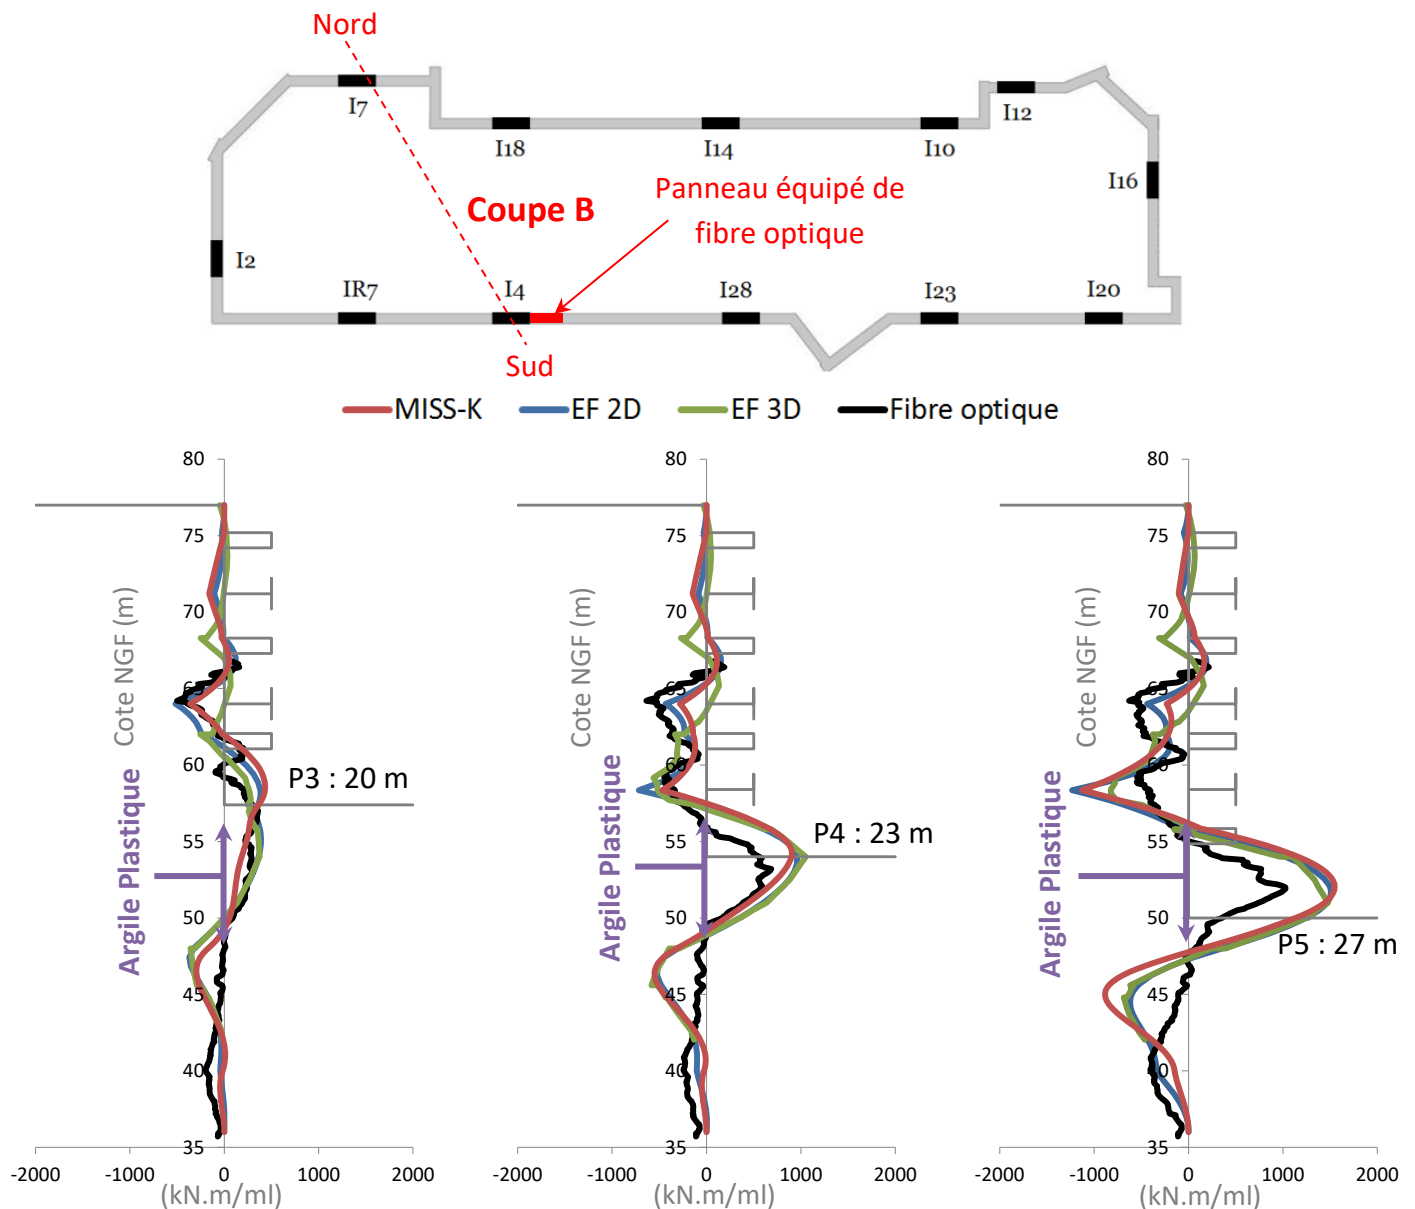 Nord
I7
I18
I14
I10
I12
I16
Coupe B
Panneau équipé de
fibre optique
I2
IR7
I4
I28
I23
I20
Sud
MISS-K
EF 2D
EF 3D
Fibre optique
80
75
70
65
60
55
50
45
40
35
Cote NGF (m)
Argile Plastique
P3 : 20 m
-2000
-1000
0
1000
2000
(kN.m/ml)
80
75
70
65
60
55
50
45
40
35
Cote NGF (m)
Argile Plastique
P4 : 23 m
-2000
-1000
0
1000
2000
(kN.m/ml)
80
75
70
65
60
55
50
45
40
35
Cote NGF (m)
Argile Plastique
P5 : 27 m
-2000
-1000
0
1000
2000
(kN.m/ml)